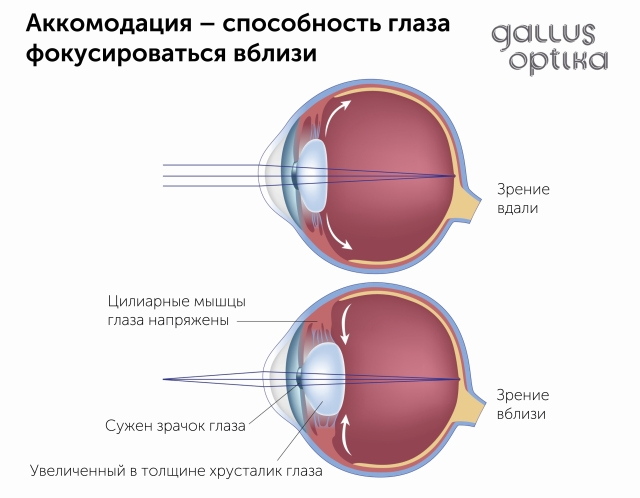 Аккомодация – способность глаза
фокусироваться вблизи
gallus
optika
Зрение
вдали
Цилиарные мышцы
глаза напряжены
Зрение
вблизи
Сужен зрачок глаза
Увеличенный в толщине хрусталик глаза